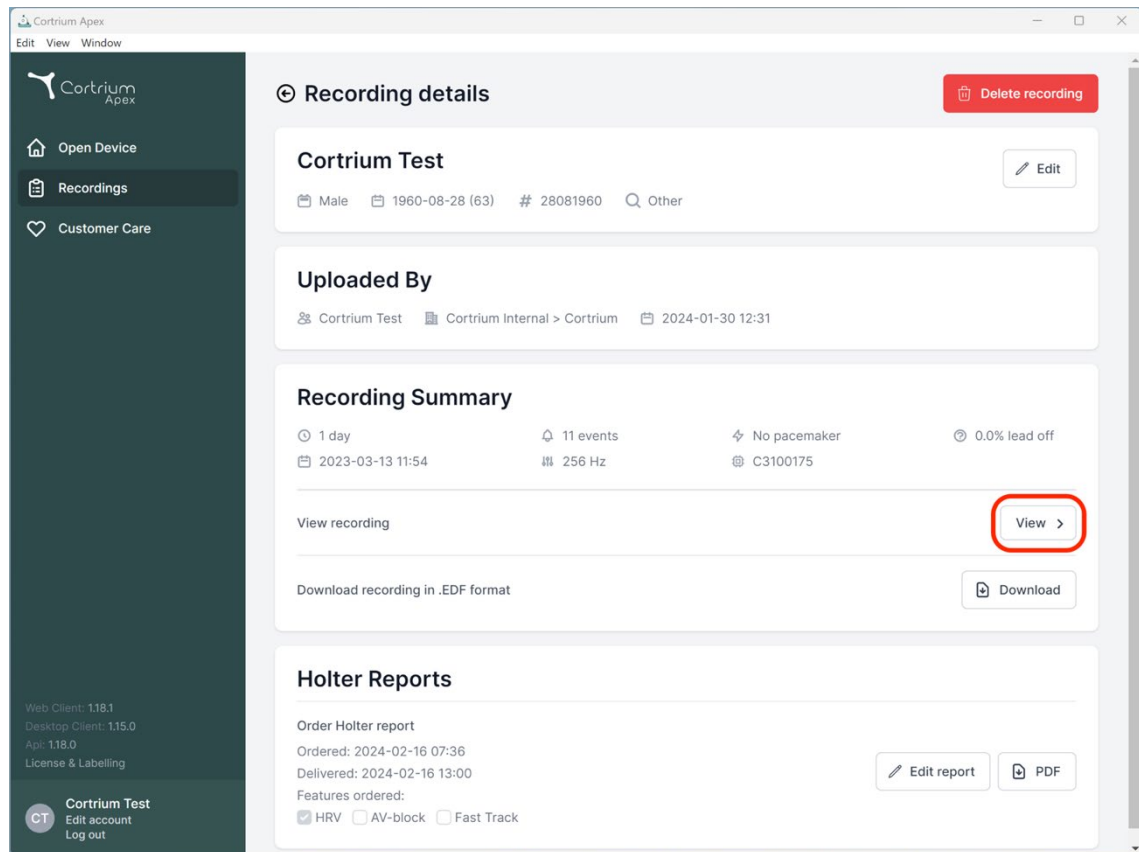 Cortrium Apex
Edit View Window
Cortrium
Apex
Open Device
Recordings
Customer Care
Web Client: 1.18.1
Desktop Client: 1.15.0
Api: 1.18.0
License & Labelling
CT
Cortrium Test
Edit account
Log out
Recording details
Delete recording
Cortrium Test
Edit
Male 1960-08-28 (63) # 28081960 Other
Uploaded By
Cortrium Test Cortrium Internal > Cortrium 2024-01-30 12:31
Recording Summary
1 day 11 events No pacemaker 0.0% lead off
2023-03-13 11:54 256 Hz C3100175
View recording
View >
Download recording in .EDF format
Download
Holter Reports
Order Holter report
Ordered: 2024-02-16 07:36
Delivered: 2024-02-16 13:00
Edit report PDF
Features ordered:
HRV AV-block Fast Track